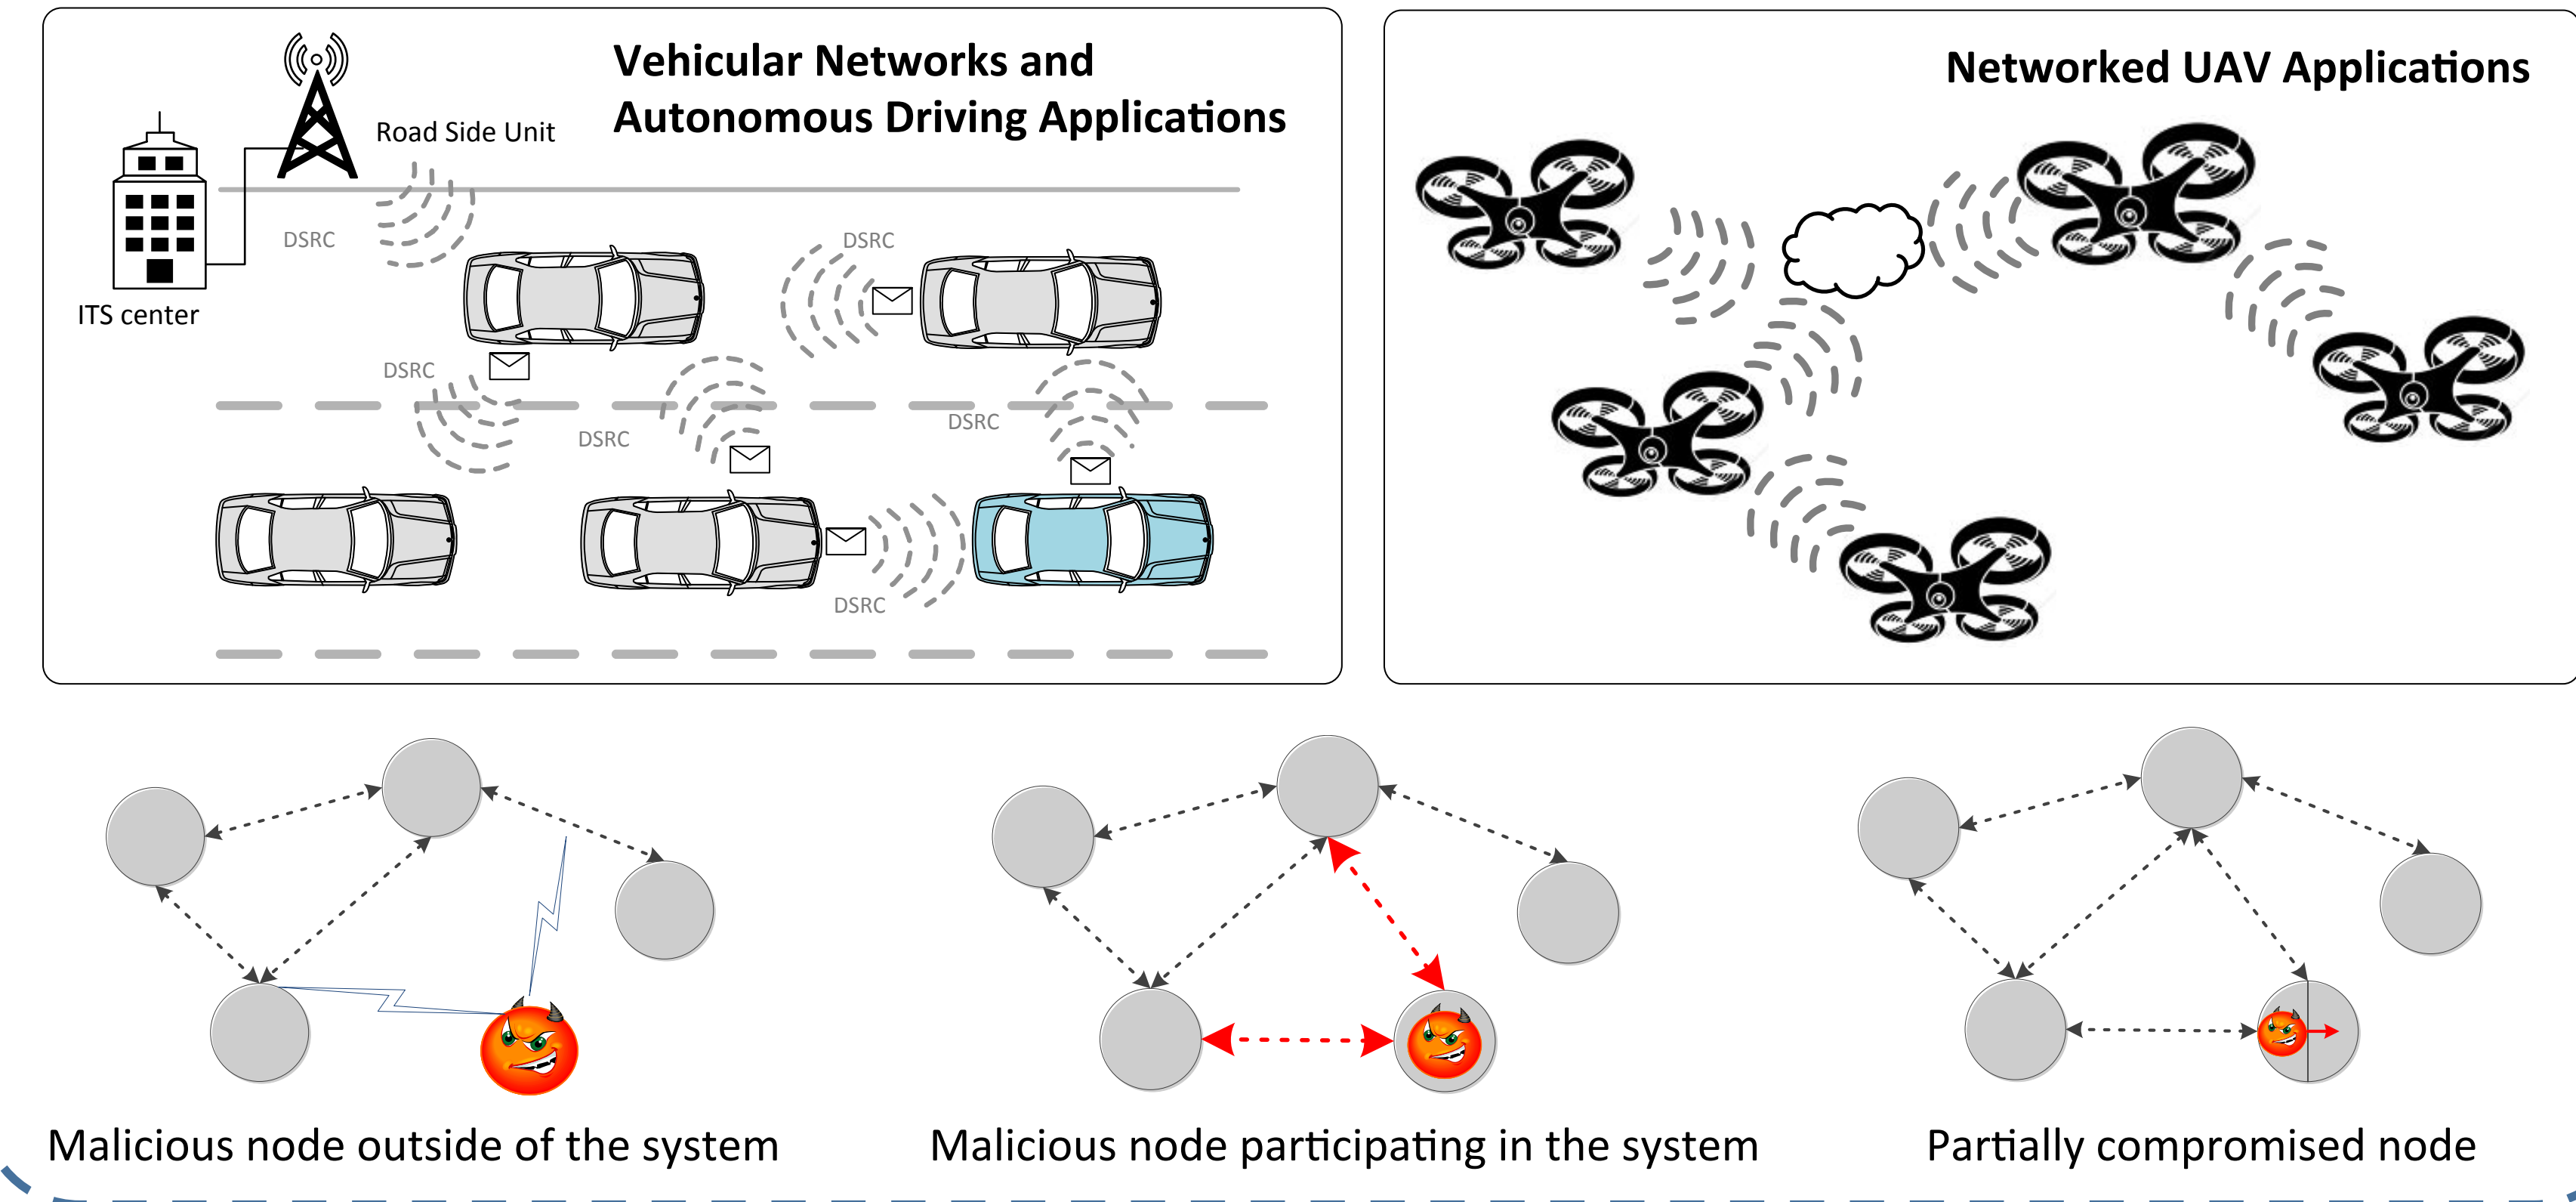 Vehicular Networks and
Autonomous Driving Applications
Road Side Unit
DSRC
ITS center
DSRC
DSRC
DSRC
DSRC
DSRC
Networked UAV Applications
Malicious node outside of the system
Malicious node participating in the system
Partially compromised node